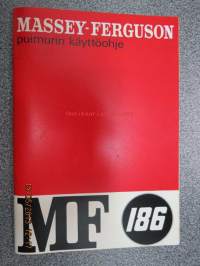 MASSEY-FERGUSON
puimurin käyttöohje
MF 186